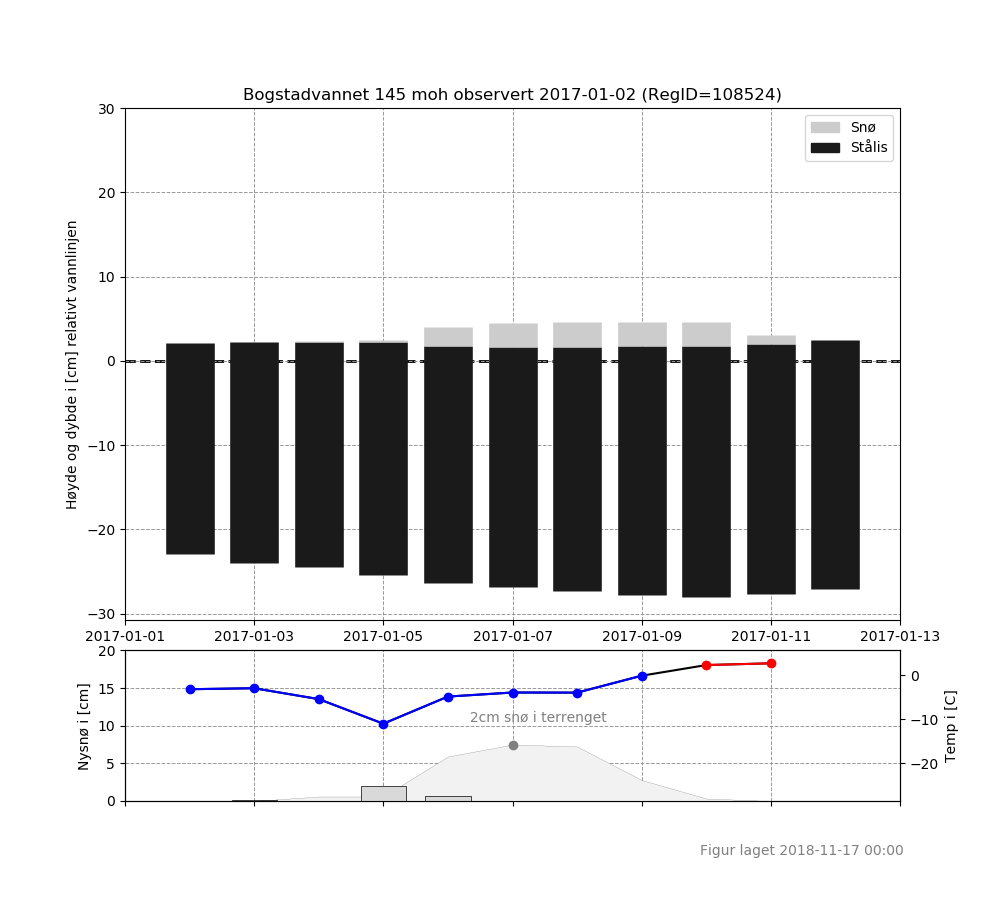 Bogstadvannet 145 moh observert 2017-01-02 (RegID=108524)
Snø
Stålis
Høyde og dybde i [cm] relativt vannlinjen
30
20
10
0
−10
−20
−30
2017-01-01 2017-01-03 2017-01-05 2017-01-07 2017-01-09 2017-01-11 2017-01-13
Nysnø i [cm]
20
15
10
5
0
2cm snø i terrenget
0
−10
−20
Temp i [C]
Figur laget 2018-11-17 00:00